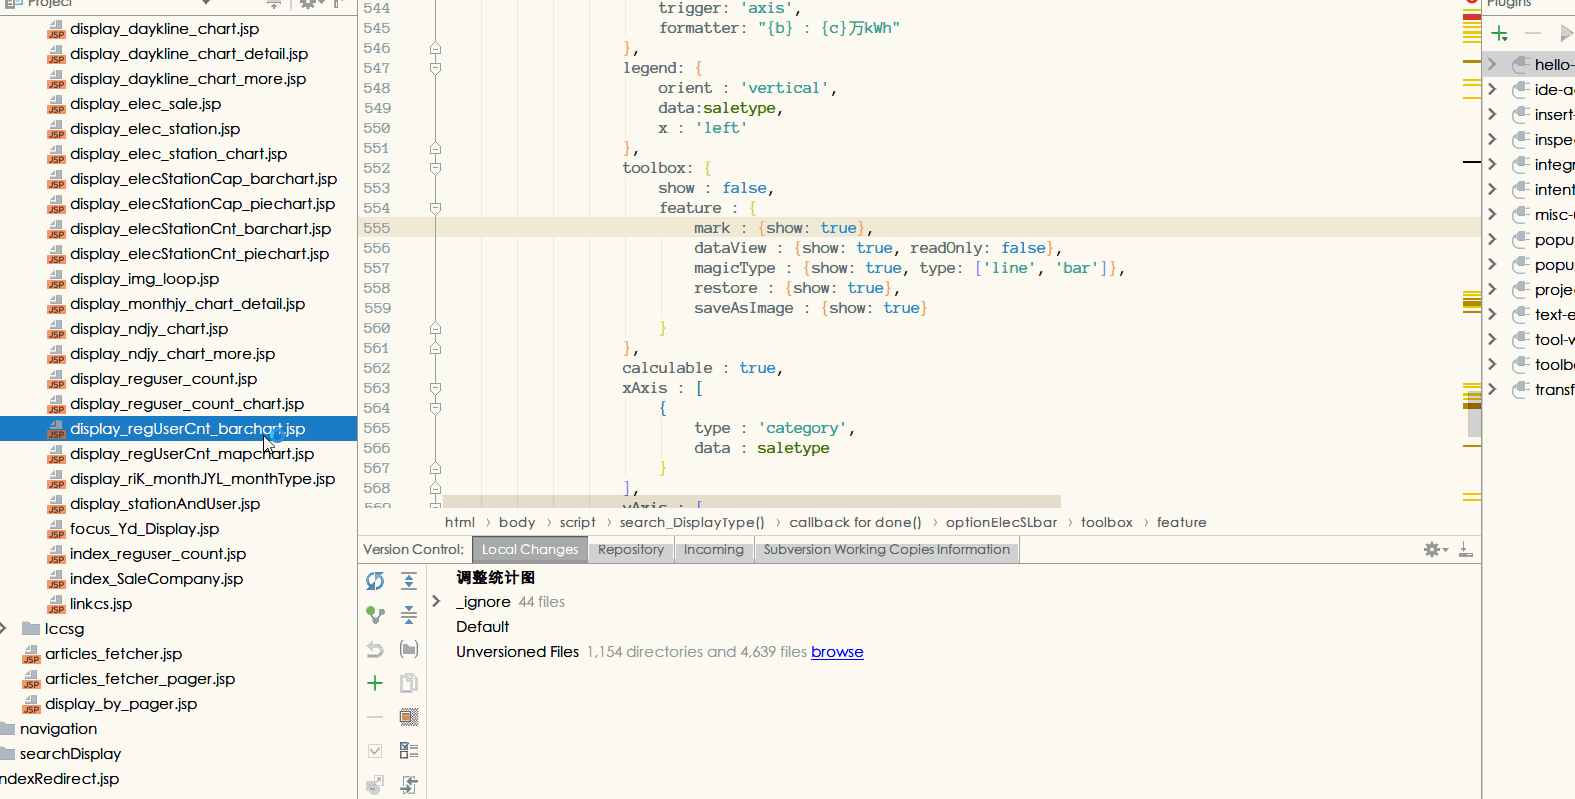 Project
display_daykline_chart.jsp
display_daykline_chart_detail.jsp
display_daykline_chart_more.jsp
display_elec_sale.jsp
display_elec_station.jsp
display_elec_station_chart.jsp
display_elecStationCap_barchart.jsp
display_elecStationCap_piechart.jsp
display_elecStationCnt_barchart.jsp
display_elecStationCnt_piechart.jsp
display_img_loop.jsp
display_monthjy_chart_detail.jsp
display_ndjy_chart.jsp
display_ndjy_chart_more.jsp
display_reguser_count.jsp
display_reguser_count_chart.jsp
display_regUserCnt_barchart.jsp
display_regUserCnt_mapchart.jsp
display_riK_monthJYL_monthType.jsp
display_stationAndUser.jsp
focus_Yd_Display.jsp
index_reguser_count.jsp
index_SaleCompany.jsp
linkcs.jsp
lccsg
articles_fetcher.jsp
articles_fetcher_pager.jsp
display_by_pager.jsp
navigation
searchDisplay
ndexRedirect.jsp
544 trigger: 'axis',
545 formatter: "{b} : {c}万kWh"
546 },
547 legend: {
548 orient : 'vertical',
549 data:saletype,
550 x : 'left'
551 },
552 toolbox: {
553 show : false,
554 feature : {
555 mark : {show: true},
556 dataView : {show: true, readOnly: false},
557 magicType : {show: true, type: ['line', 'bar']},
558 restore : {show: true},
559 saveAsImage : {show: true}
560 }
561 },
562 calculable : true,
563 xAxis : [
564 {
565 type : 'category',
566 data : saletype
567 }
568 ],
569 yAxis : [
html › body › script › search_DisplayType() › callback for done() › optionElecSLbar › toolbox › feature
Version Control: Local Changes Repository Incoming Subversion Working Copies Information
调整统计图
_ignore 44 files
Default
Unversioned Files 1,154 directories and 4,639 files browse
Plugins
hello-
ide-a
insert-
inspe
integr
intent
misc-
popu
popu
proje
text-e
tool-w
toolb
transf